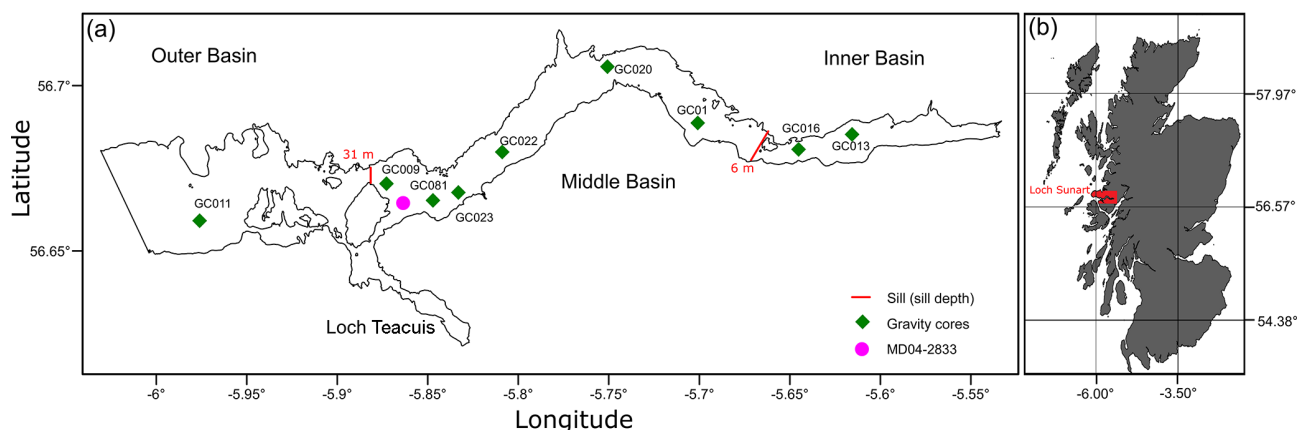 (a)
Outer Basin
Inner Basin
Middle Basin
Loch Teacuis
GC020
GC01
GC016
GC013
GC022
31 m
GC009
GC081
GC023
GC011
6 m
Sill (sill depth)
Gravity cores
MD04-2833
Latitude
56.7°
56.65°
-6°
-5.95°
-5.9°
-5.85°
-5.8°
-5.75°
-5.7°
-5.65°
-5.6°
-5.55°
Longitude
(b)
Loch Sunart
57.97°
56.57°
54.38°
-6.00°
-3.50°